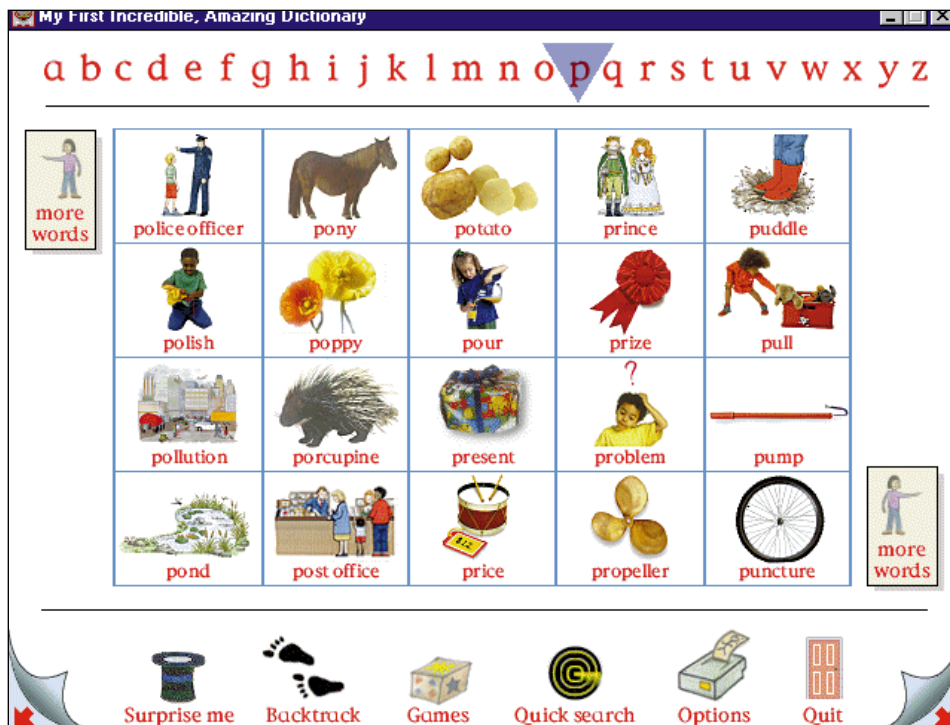 My First Incredible, Amazing Dictionary
a b c d e f g h i j k l m n o p q r s t u v w x y z
more
words
police officer pony potato prince puddle
polish poppy pour prize pull
?
pollution porcupine present problem pump
$12
pond post office price propeller puncture
more
words
Surprise me Backtrack Games Quick search Options Quit